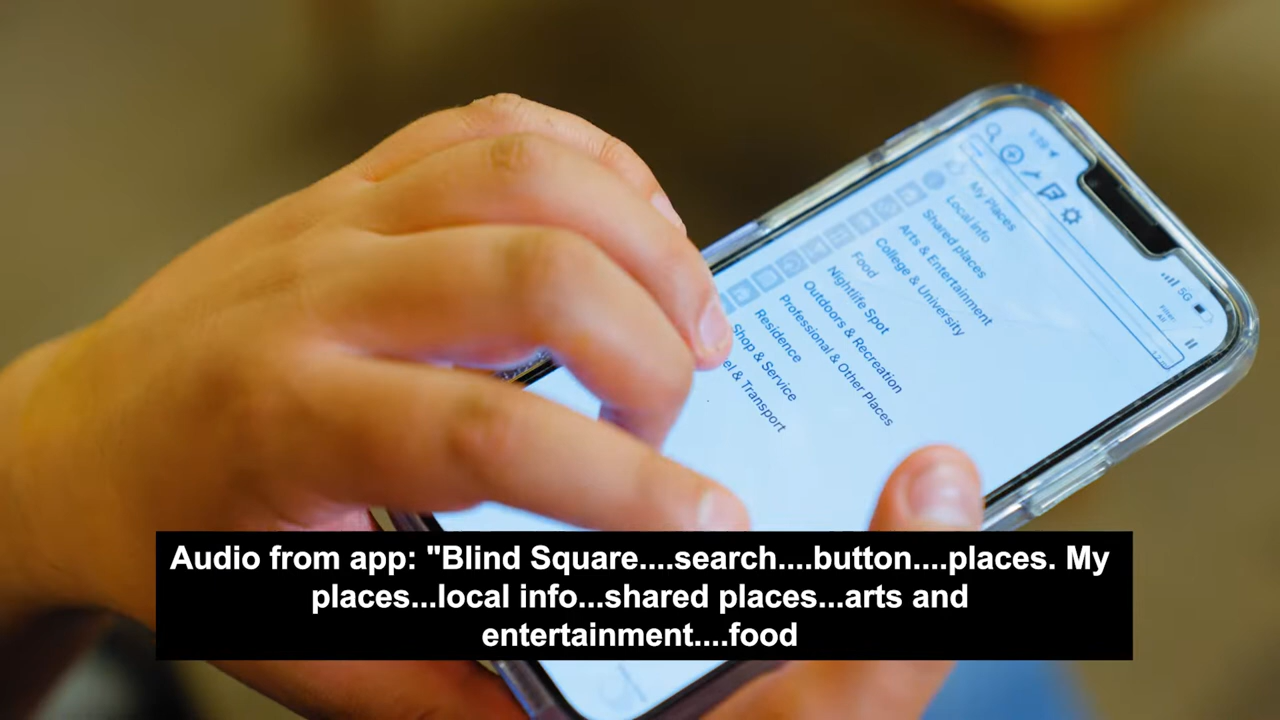 My Places
Local info
Shared places
Arts & Entertainment
College & University
Food
Nightlife Spot
Outdoors & Recreation
Professional & Other Places
Residence
Shop & Service
el & Transport
5G
Audio from app: "Blind Square....search....button....places. My
places...local info...shared places...arts and
entertainment....food